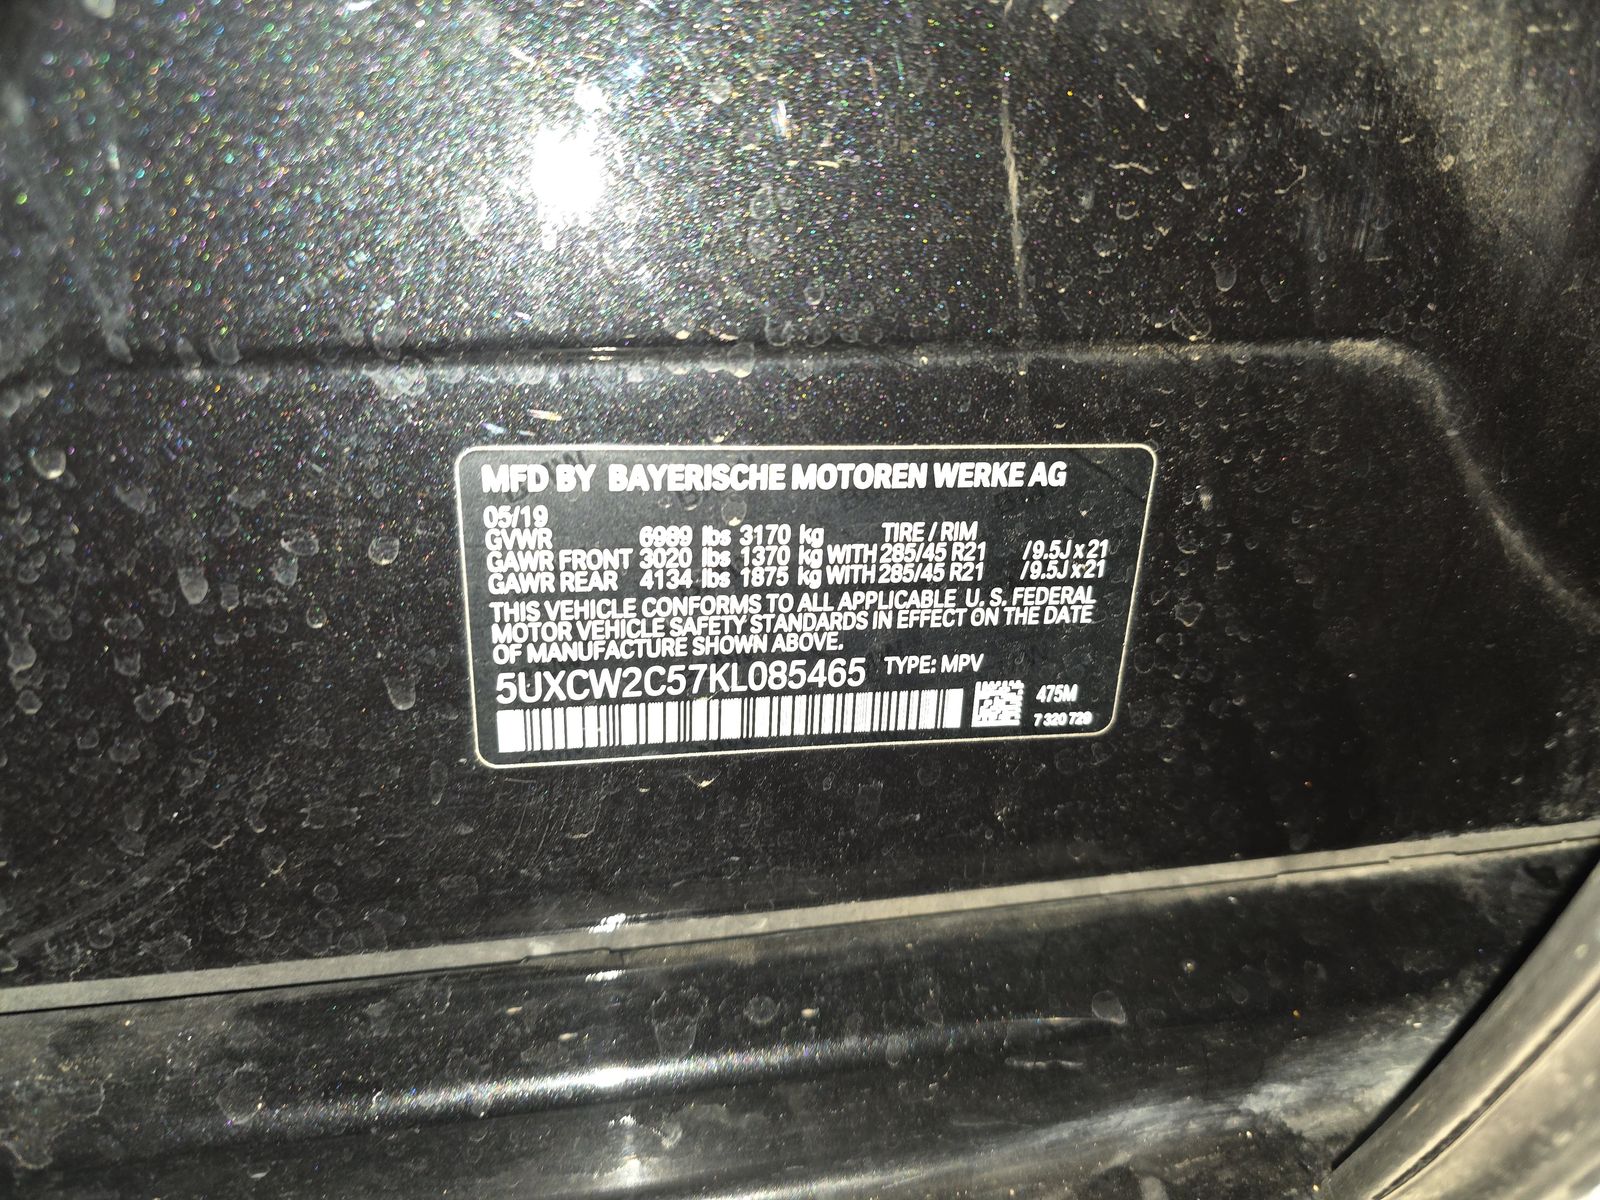 MFD BY BAYERISCHE MOTOREN WERKE AG
05/19
GVWR 6989 lbs 3170 kg TIRE / RIM
GAWR FRONT 3020 lbs 1370 kg WITH 285/45 R21 /9.5J x 21
GAWR REAR 4134 lbs 1875 kg WITH 285/45 R21 /9.5J x 21
THIS VEHICLE CONFORMS TO ALL APPLICABLE U. S. FEDERAL
MOTOR VEHICLE SAFETY STANDARDS IN EFFECT ON THE DATE
OF MANUFACTURE SHOWN ABOVE.
5UXCW2C57KL085465 TYPE: MPV
475M
7 320 729